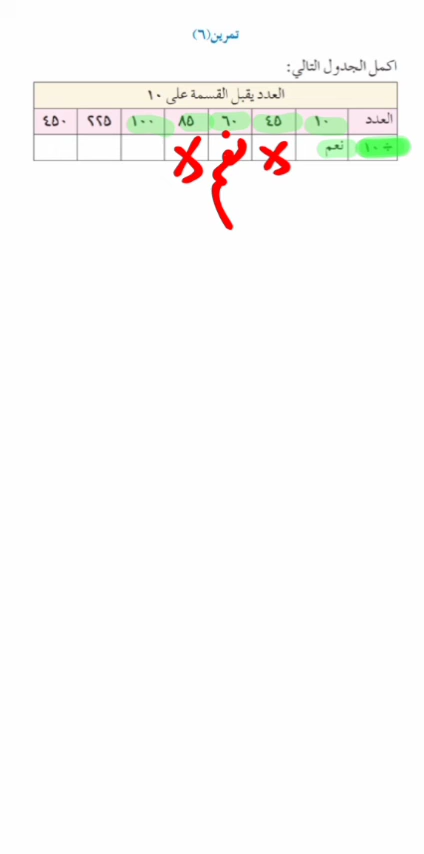 تمرين(٦)
اكمل الجدول التالي:
العدد يقبل القسمة على ١٠
العدد ١٠ ٤٥ ٦٠ ٨٥ ١٠٠ ٢٢٥ ٤٥٠
÷ ١٠ نعم x نعم x